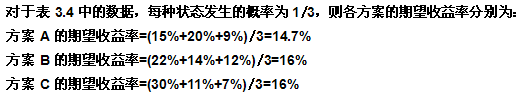 对于表 3.4 中的数据，每种状态发生的概率为 1/3，则各方案的期望收益率分别为：
方案 A 的期望收益率=(15%+20%+9%)/3=14.7%
方案 B 的期望收益率=(22%+14%+12%)/3=16%
方案 C 的期望收益率=(30%+11%+7%)/3=16%